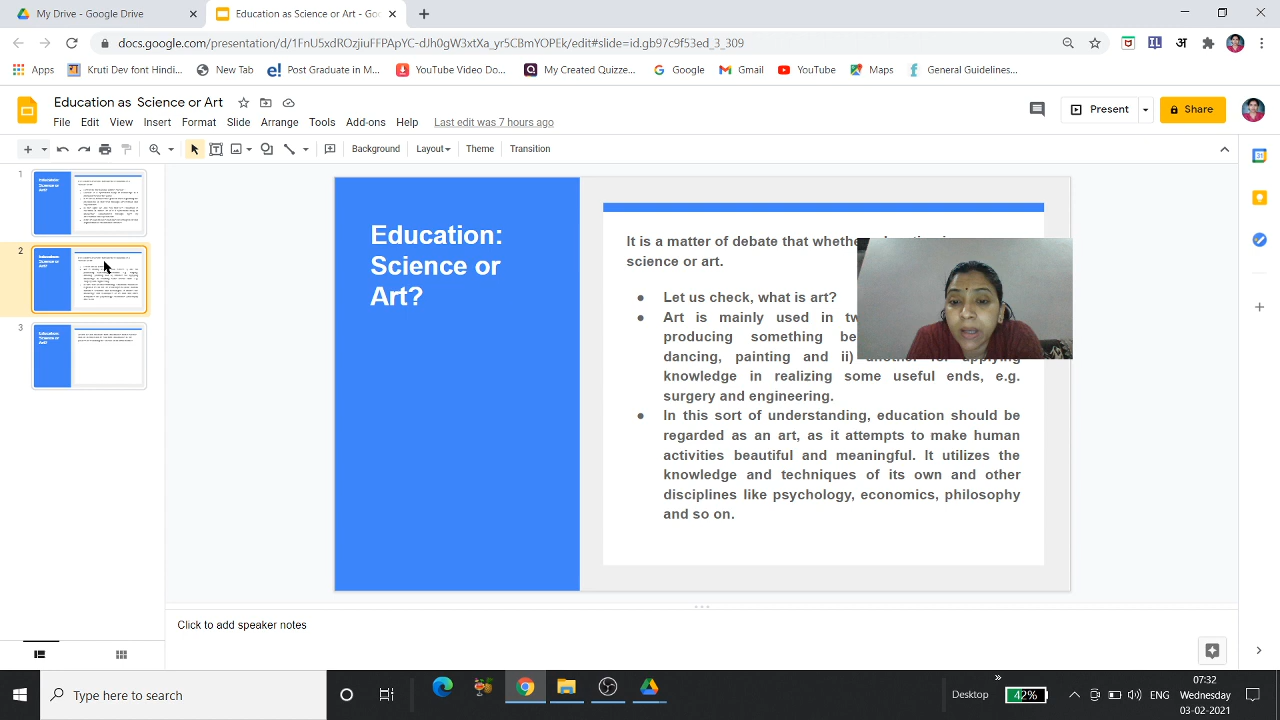 My Drive - Google Drive
Education as Science or Art - Goo
docs.google.com/presentation/d/1FnU5xdROzjiuFFPApYC-dm0gW3xtXa_yr5CBmYOPEk/edit#slide=id.gb97c9f53ed_3_309
Apps
Kruti Dev font Hindi...
New Tab
Post Graduate in M...
YouTube Video Do...
My Created Quizze...
Google
Gmail
YouTube
Maps
General Guidelines...
Education as Science or Art
File Edit View Insert Format Slide Arrange Tools Add-ons Help Last edit was 7 hours ago
Present
Share
Background Layout Theme Transition
1
2
3
Education:
Science or
Art?
It is a matter of debate that
science or art.
● Let us check, what is art?
● Art is mainly used in
producing something
dancing, painting and ii)
knowledge in realizing some useful ends, e.g.
surgery and engineering.
● In this sort of understanding, education should be
regarded as an art, as it attempts to make human
activities beautiful and meaningful. It utilizes the
knowledge and techniques of its own and other
disciplines like psychology, economics, philosophy
and so on.
Click to add speaker notes
Type here to search
Desktop
42%
ENG
07:32
Wednesday
03-02-2021